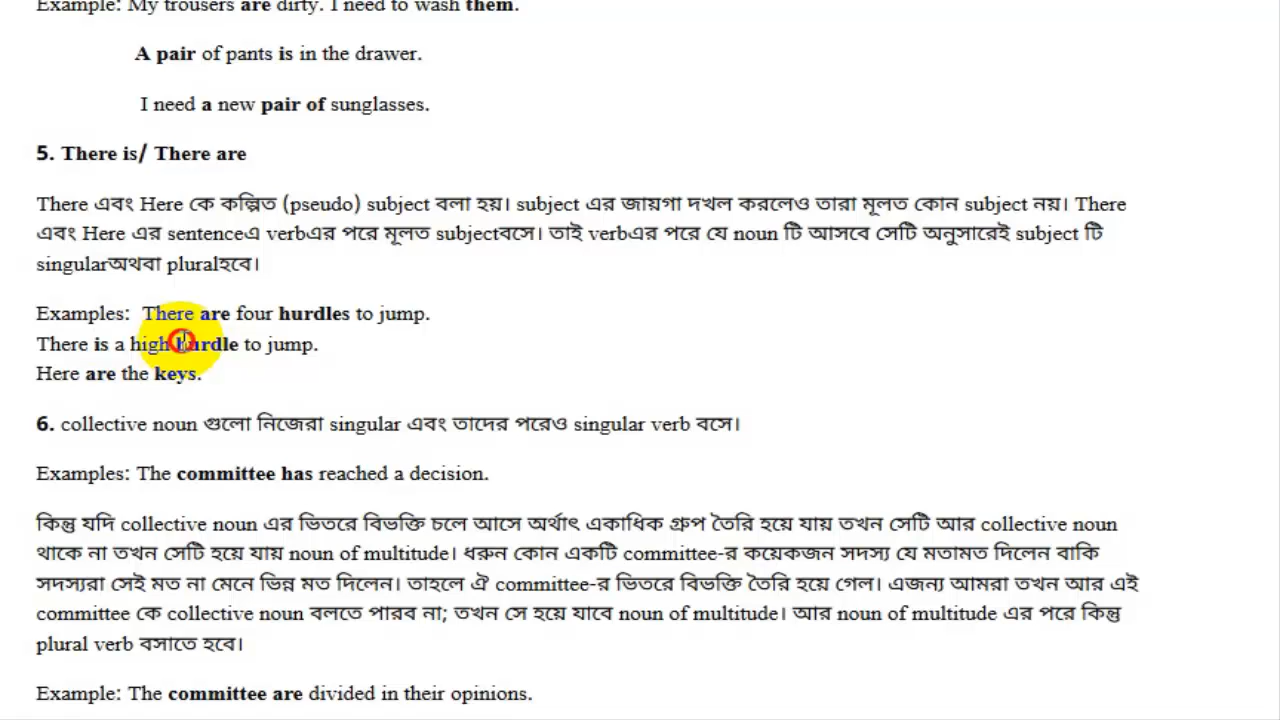 Example: My trousers are dirty. I need to wash them.
A pair of pants is in the drawer.
I need a new pair of sunglasses.
5. There is/ There are
There এবং Here কে কল্পিত (pseudo) subject বলা হয়। subject এর জায়গা দখল করলেও তারা মূলত কোন subject নয়। There
এবং Here এর sentenceএ verbএর পরে মূলত subjectবসে। তাই verbএর পরে যে noun টি আসবে সেটি অনুসারেই subject টি
singularঅথবা pluralহবে।
Examples:  There are four hurdles to jump.
There is a high hurdle to jump.
Here are the keys.
6. collective noun গুলো নিজেরা singular এবং তাদের পরেও singular verb বসে।
Examples: The committee has reached a decision.
কিন্তু যদি collective noun এর ভিতরে বিভক্তি চলে আসে অর্থাৎ একাধিক গ্রুপ তৈরি হয়ে যায় তখন সেটি আর collective noun
থাকে না তখন সেটি হয়ে যায় noun of multitude। ধরুন কোন একটি committee-র কয়েকজন সদস্য যে মতামত দিলেন বাকি
সদস্যরা সেই মত না মেনে ভিন্ন মত দিলেন। তাহলে ঐ committee-র ভিতরে বিভক্তি তৈরি হয়ে গেল। এজন্য আমরা তখন আর এই
committee কে collective noun বলতে পারব না; তখন সে হয়ে যাবে noun of multitude। আর noun of multitude এর পরে কিন্তু
plural verb বসাতে হবে।
Example: The committee are divided in their opinions.